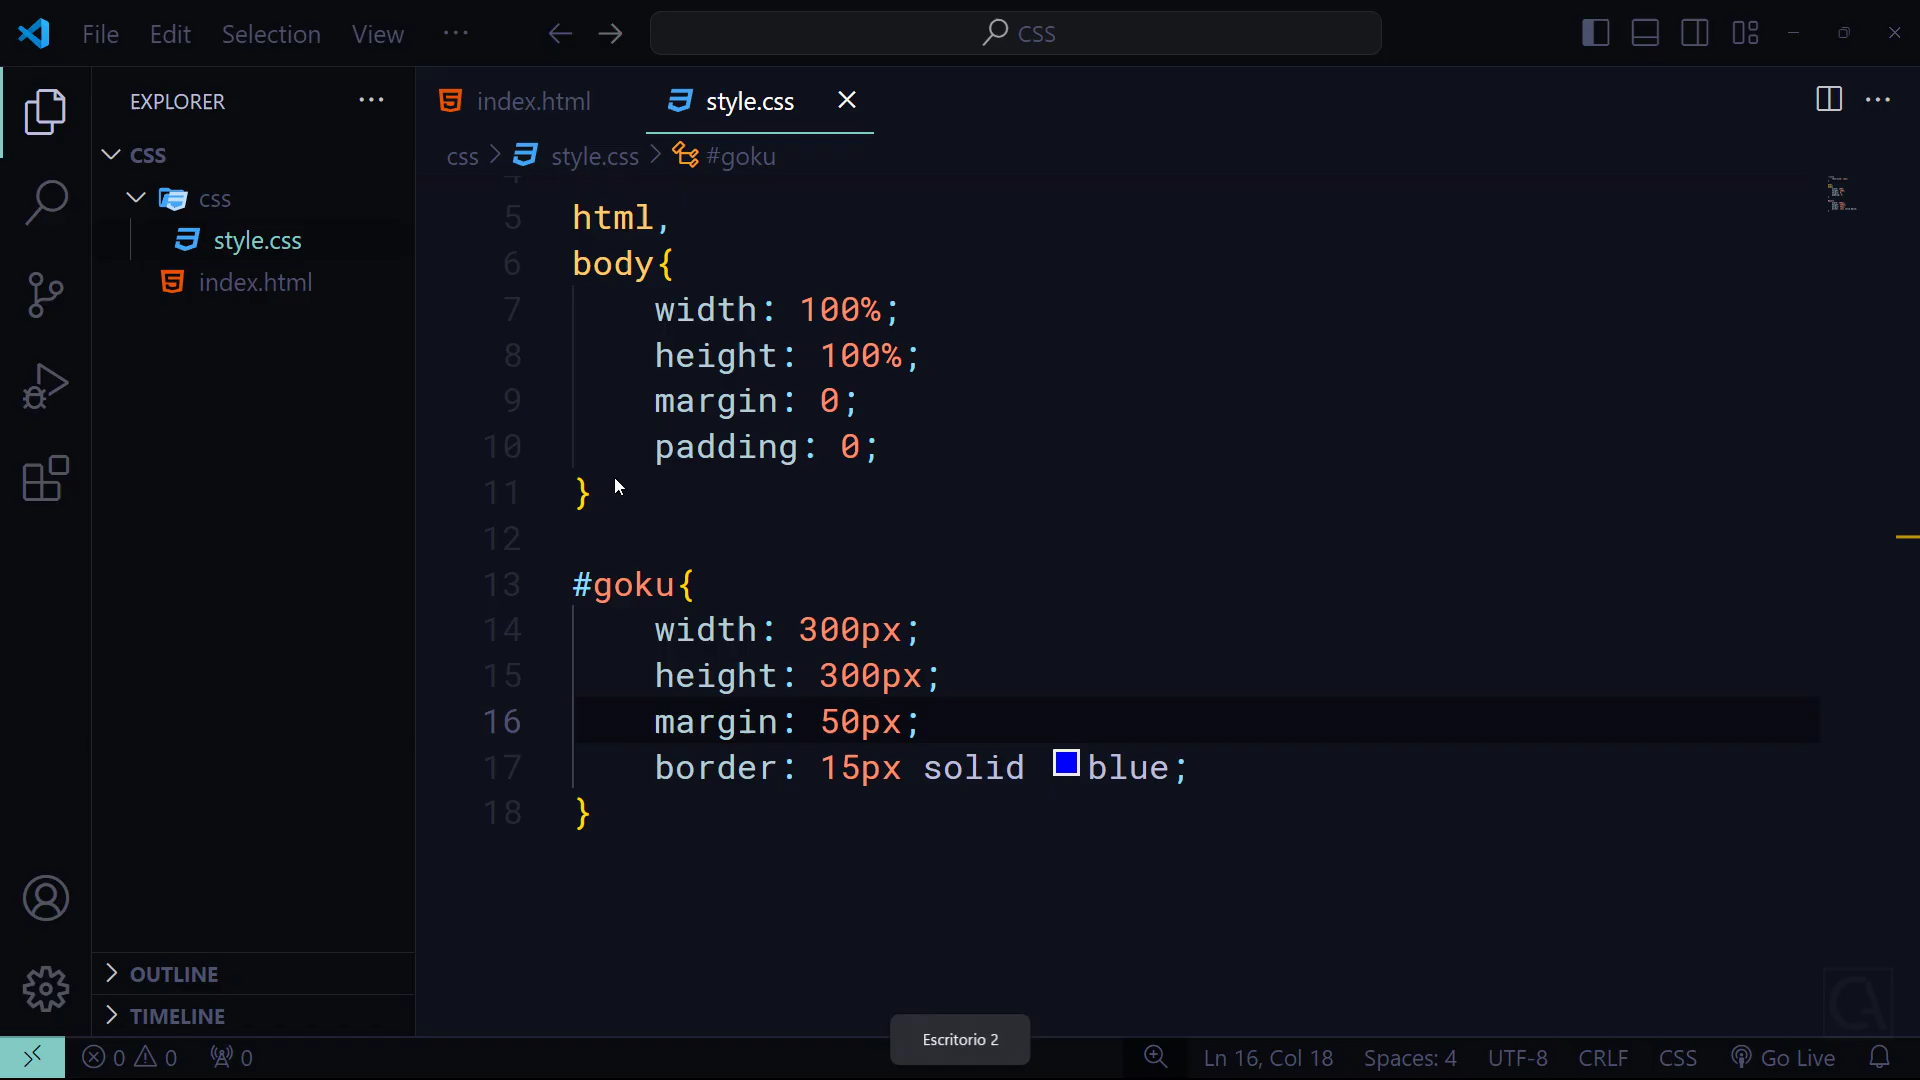 File Edit Selection View ··· CSS
EXPLORER ···
CSS
css
style.css
index.html
OUTLINE
TIMELINE
index.html style.css
css > style.css > #goku
5 html,
6 body{
7 width: 100%;
8 height: 100%;
9 margin: 0;
10 padding: 0;
11 }
12
13 #goku{
14 width: 300px;
15 height: 300px;
16 margin: 50px;
17 border: 15px solid blue;
18 }
Escritorio 2
0 0 0 Ln 16, Col 18 Spaces: 4 UTF-8 CRLF CSS Go Live